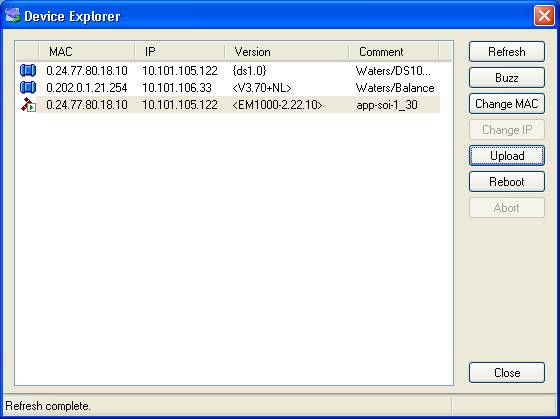 Device Explorer
MAC IP Version Comment
0.24.77.80.18.10 10.101.105.122 {ds1.0} Waters/DS10...
0.202.0.1.21.254 10.101.106.33 <V3.70+NL> Waters/Balance
0.24.77.80.18.10 10.101.105.122 <EM1000-2.22.10> app-soi-1_30
Refresh
Buzz
Change MAC
Change IP
Upload
Reboot
Abort
Close
Refresh complete.